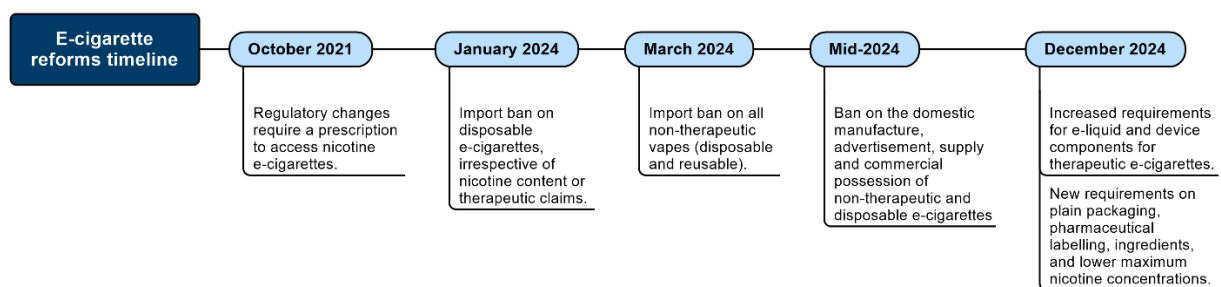 E-cigarette
reforms timeline
October 2021
Regulatory changes
require a prescription
to access nicotine
e-cigarettes.
January 2024
Import ban on
disposable
e-cigarettes,
irrespective of
nicotine content or
therapeutic claims.
March 2024
Import ban on all
non-therapeutic
vapes (disposable
and reusable).
Mid-2024
Ban on the domestic
manufacture,
advertisement, supply
and commercial
possession of
non-therapeutic and
disposable e-cigarettes
December 2024
Increased requirements
for e-liquid and device
components for
therapeutic e-cigarettes.
New requirements on
plain packaging,
pharmaceutical
labelling, ingredients,
and lower maximum
nicotine concentrations.